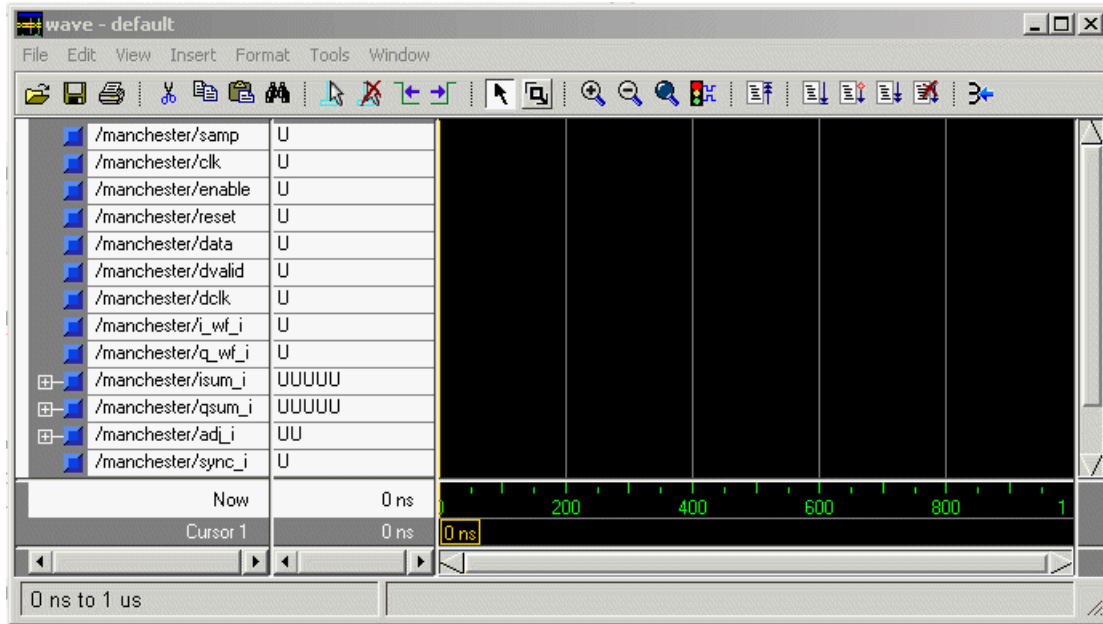 wave - default
File Edit View Insert Format Tools Window
/manchester/samp U
/manchester/clk U
/manchester/enable U
/manchester/reset U
/manchester/data U
/manchester/dvalid U
/manchester/dclk U
/manchester/i_wf_i U
/manchester/q_wf_i U
/manchester/isum_i UUUUU
/manchester/qsum_i UUUUU
/manchester/adj_i UU
/manchester/sync_i U
Now 0 ns 0 200 400 600 800 1
Cursor 1 0 ns 0 ns
0 ns to 1 us